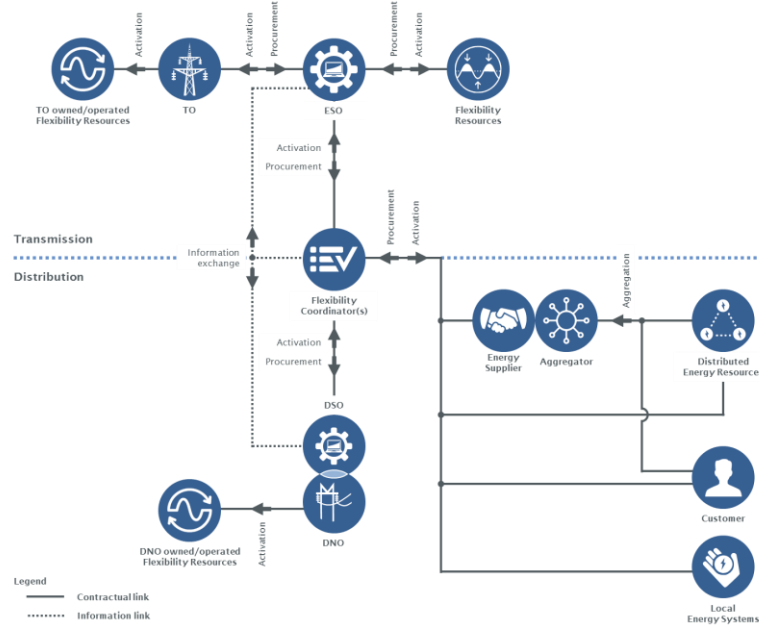 Activation
Activation
Procurement
Procurement
Activation
TO owned/operated
Flexibility Resources
TO
ESO
Flexibility
Resources
Activation
Procurement
Transmission
Distribution
Information
exchange
Procurement
Activation
Flexibility
Coordinator(s)
Aggregation
Energy
Supplier
Aggregator
Distributed
Energy Resource
Activation
Procurement
DSO
DNO owned/operated
Flexibility Resources
Activation
DNO
Customer
Local
Energy Systems
Legend
Contractual link
Information link